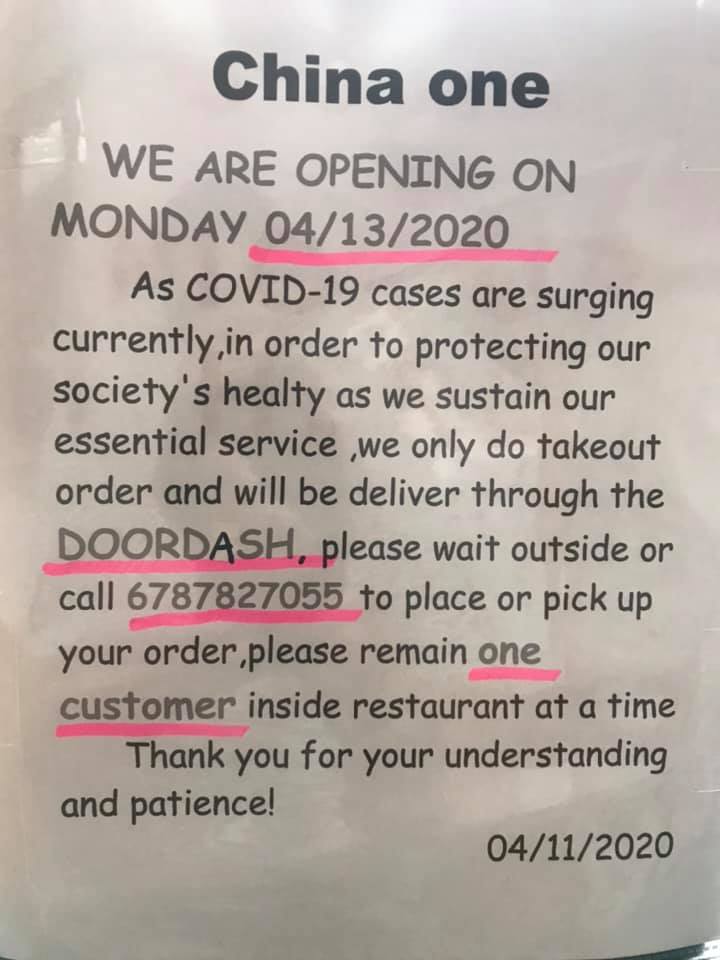 China one
WE ARE OPENING ON
MONDAY 04/13/2020
As COVID-19 cases are surging
currently,in order to protecting our
society's healty as we sustain our
essential service ,we only do takeout
order and will be deliver through the
DOORDASH, please wait outside or
call 6787827055 to place or pick up
your order,please remain one
customer inside restaurant at a time
Thank you for your understanding
and patience!
04/11/2020